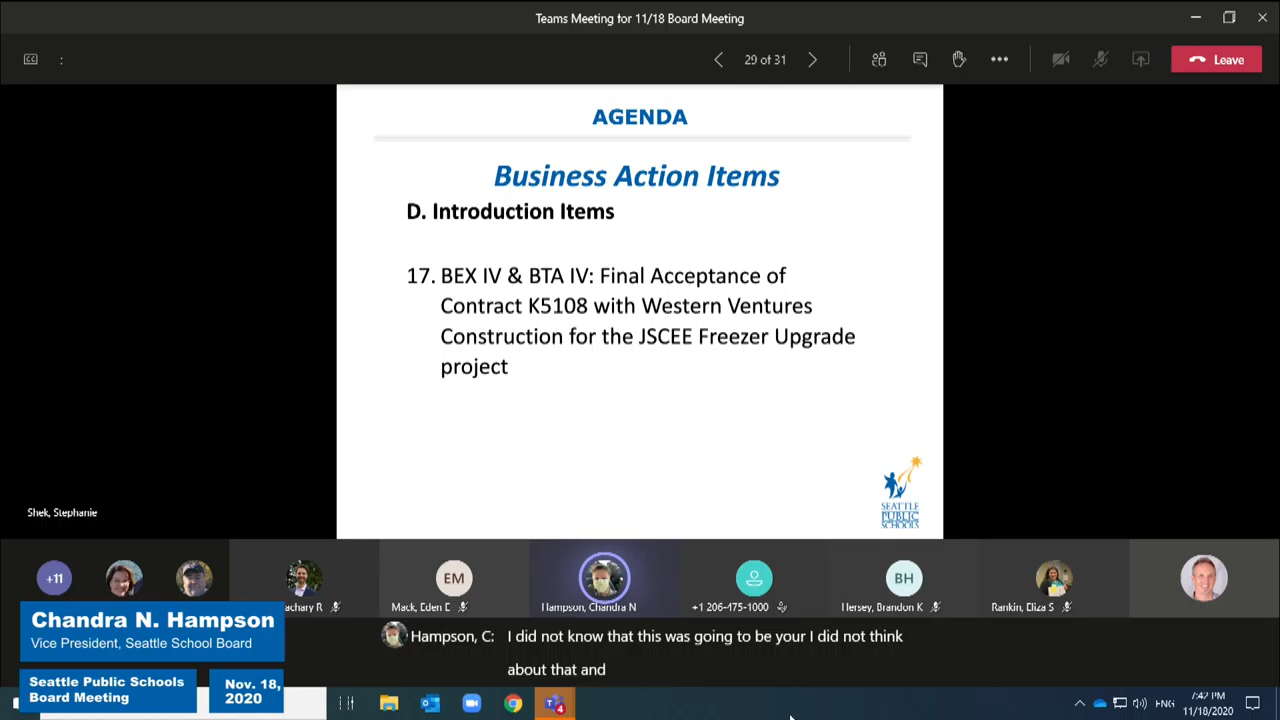 Teams Meeting for 11/18 Board Meeting
29 of 31
Leave
AGENDA
Business Action Items
D. Introduction Items
17. BEX IV & BTA IV: Final Acceptance of
Contract K5108 with Western Ventures
Construction for the JSCEE Freezer Upgrade
project
SEATTLE
PUBLIC
SCHOOLS
Shek, Stephanie
+11
achary R
EM
Mack, Eden E
Hampson, Chandra N
+1 206-475-1000
BH
Hersey, Brandon K
Rankin, Eliza S
Chandra N. Hampson
Vice President, Seattle School Board
Seattle Public Schools
Board Meeting
Nov. 18,
2020
Hampson, C: I did not know that this was going to be your I did not think
about that and
4
ENG
7:42 PM
11/18/2020